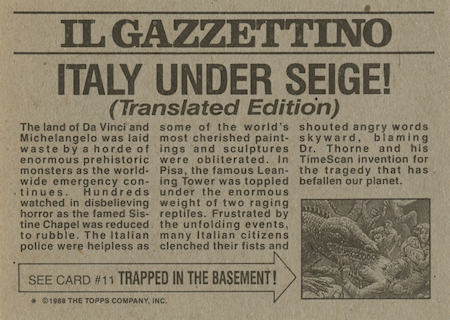 IL GAZZETTINO
ITALY UNDER SEIGE!
(Translated Edition)
The land of Da Vinci and
Michelangelo was laid
waste by a horde of
enormous prehistoric
monsters as the world-
wide emergency con-
tinues. Hundreds
watched in disbelieving
horror as the famed Sis-
tine Chapel was reduced
to rubble. The Italian
police were helpless as
some of the world's
most cherished paint-
ings and sculptures
were obliterated. In
Pisa, the famous Lean-
ing Tower was toppled
under the enormous
weight of two raging
reptiles. Frustrated by
the unfolding events,
many Italian citizens
clenched their fists and
shouted angry words
skyward, blaming
Dr. Thorne and his
TimeScan invention for
the tragedy that has
befallen our planet.
SEE CARD #11 TRAPPED IN THE BASEMENT!
* ©1988 THE TOPPS COMPANY, INC.